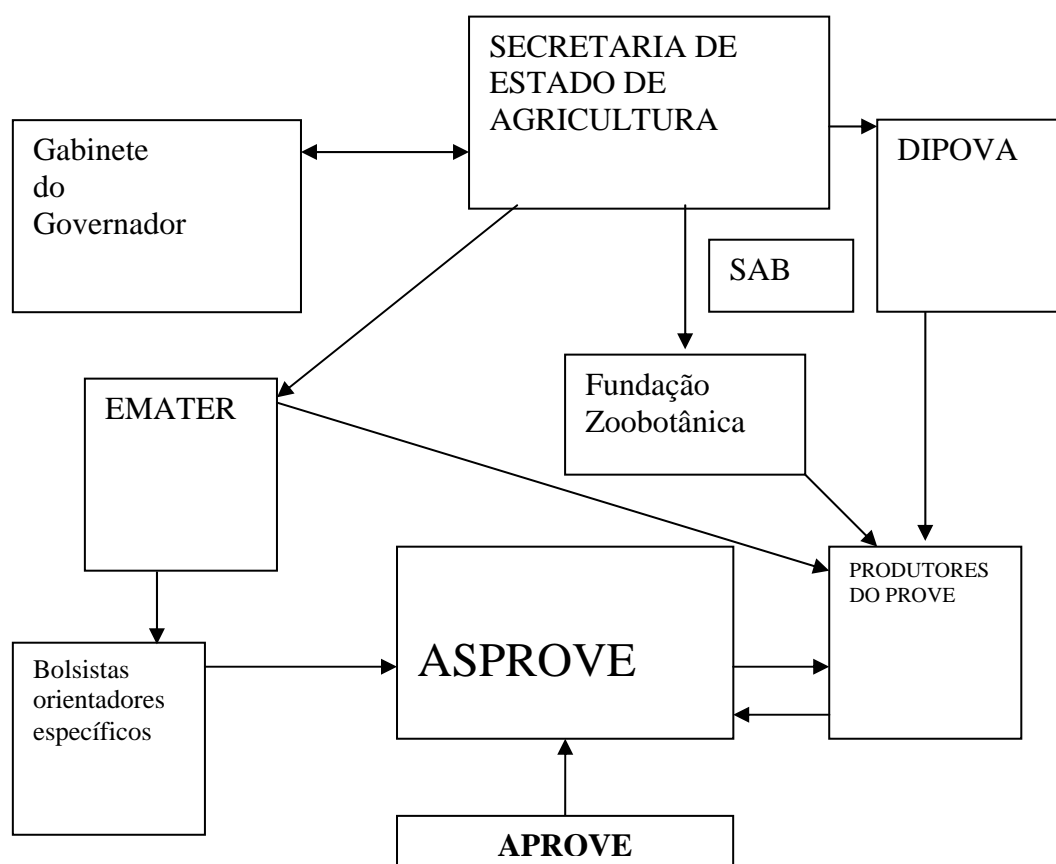 SECRETARIA DE
ESTADO DE
AGRICULTURA
Gabinete
do
Governador
DIPOVA
SAB
Fundação
Zoobotânica
EMATER
PRODUTORES
DO PROVE
ASPROVE
Bolsistas
orientadores
específicos
APROVE